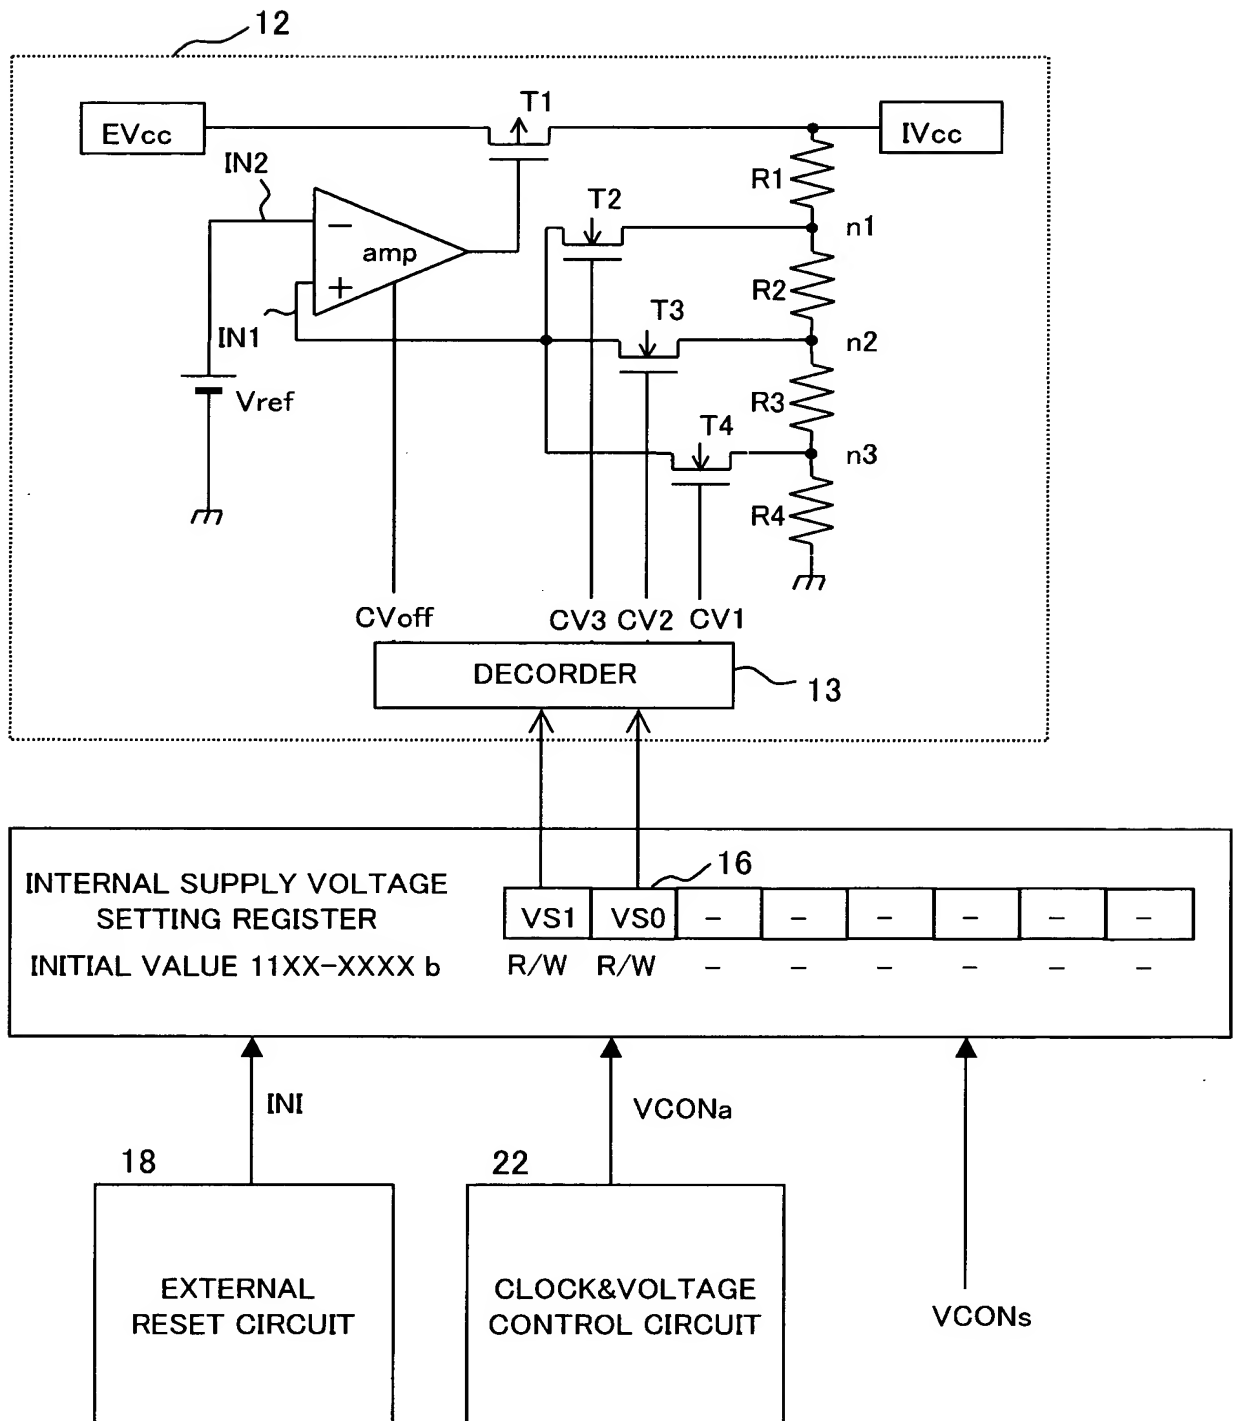 12
EVcc
T1
IVcc
IN2
R1
T2
n1
−
amp
+
R2
IN1
T3
n2
Vref
R3
T4
n3
R4
CVoff
CV3
CV2
CV1
DECORDER
13
16
INTERNAL SUPPLY VOLTAGE
SETTING REGISTER
VS1 VS0 − − − − − −
INITIAL VALUE 11XX−XXXX b
R/W R/W − − − − − −
INI
VCONa
18
22
EXTERNAL
RESET CIRCUIT
CLOCK&VOLTAGE
CONTROL CIRCUIT
VCONs